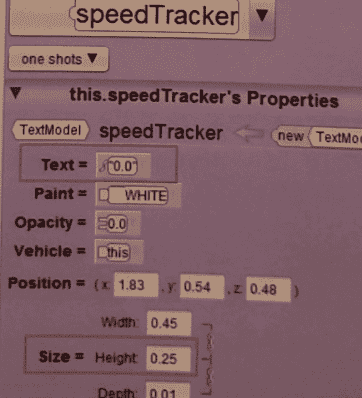 speedTracker
one shots
this.speedTracker's Properties
TextModel speedTracker new TextMo
Text = 0.0
Paint = WHITE
Opacity = 0.0
Vehicle = this
Position = ( x: 1.83 , y: 0.54 , z: 0.48 )
Width: 0.45
Size = Height: 0.25
Depth: 0.01